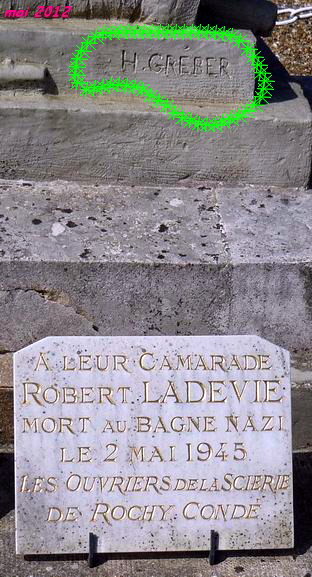 mai 2012
H. GREBER
A LEUR CAMARADE
ROBERT LADEVIE
MORT AU BAGNE NAZI
LE 2 MAI 1945
LES OUVRIERS DE LA SCIERIE
DE ROCHY CONDÉ